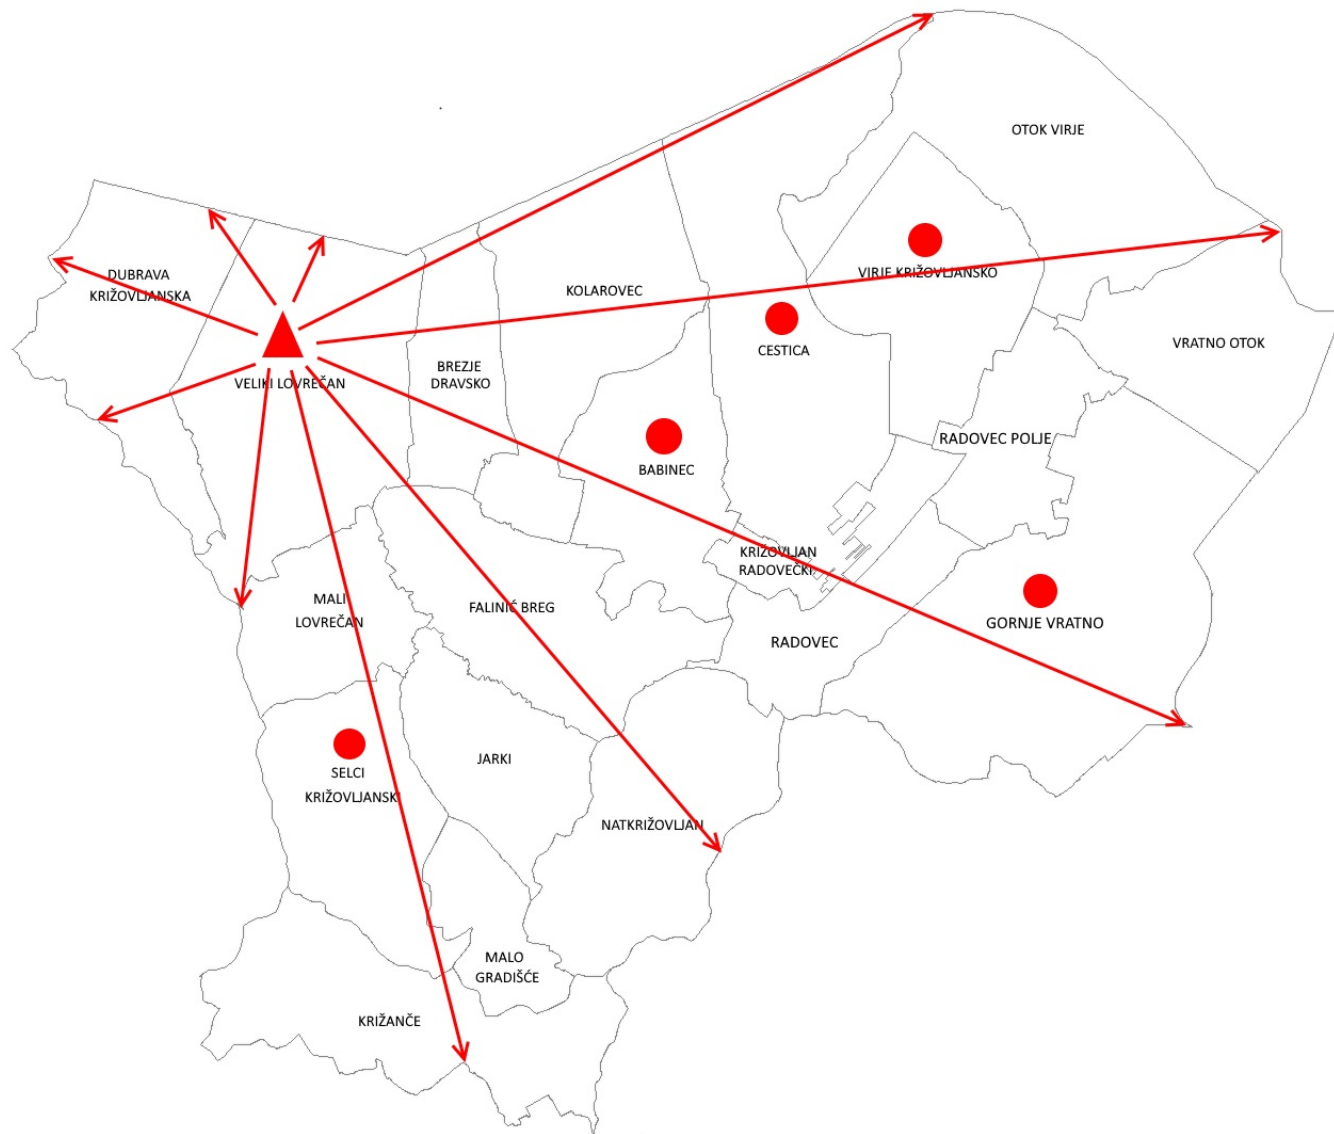 OTOK VIRJE
DUBRAVA
KRIŽOVLJANSKA
VIRJE KRIŽOVLJANSKO
KOLAROVEC
CESTICA
VRATNO OTOK
BREZJE
DRAVSKO
VELIKI LOVREČAN
RADOVEC POLJE
BABINEC
KRIŽOVLJAN
RADOVEČKI
MALI
LOVREČAN
FALINIĆ BREG
GORNJE VRATNO
RADOVEC
JARKI
SELCI
KRIŽOVLJANSKI
NATKRIŽOVLJAN
MALO
GRADIŠĆE
KRIŽANČE